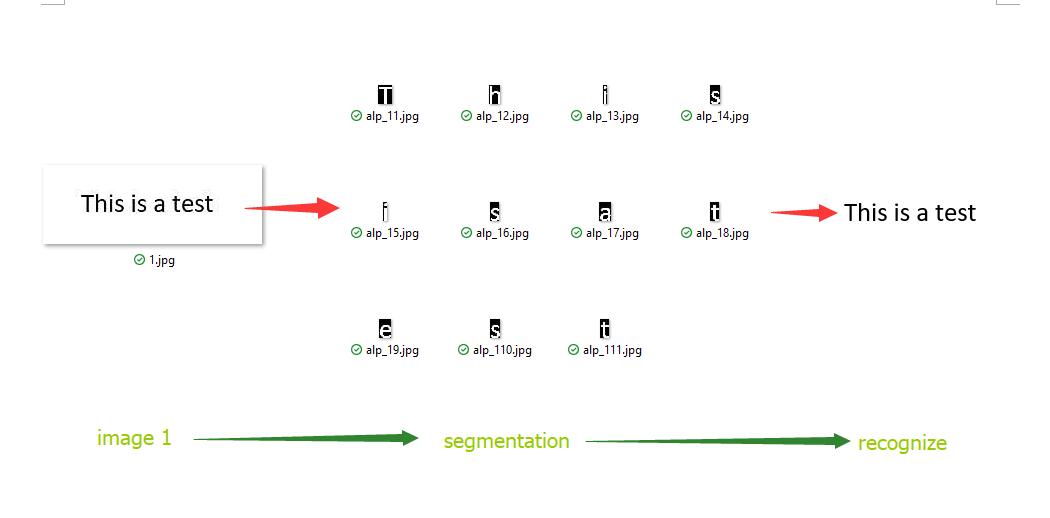 T h i s
alp_11.jpg alp_12.jpg alp_13.jpg alp_14.jpg
This is a test
1.jpg
i s a t
alp_15.jpg alp_16.jpg alp_17.jpg alp_18.jpg
This is a test
e s t
alp_19.jpg alp_110.jpg alp_111.jpg
image 1
segmentation
recognize